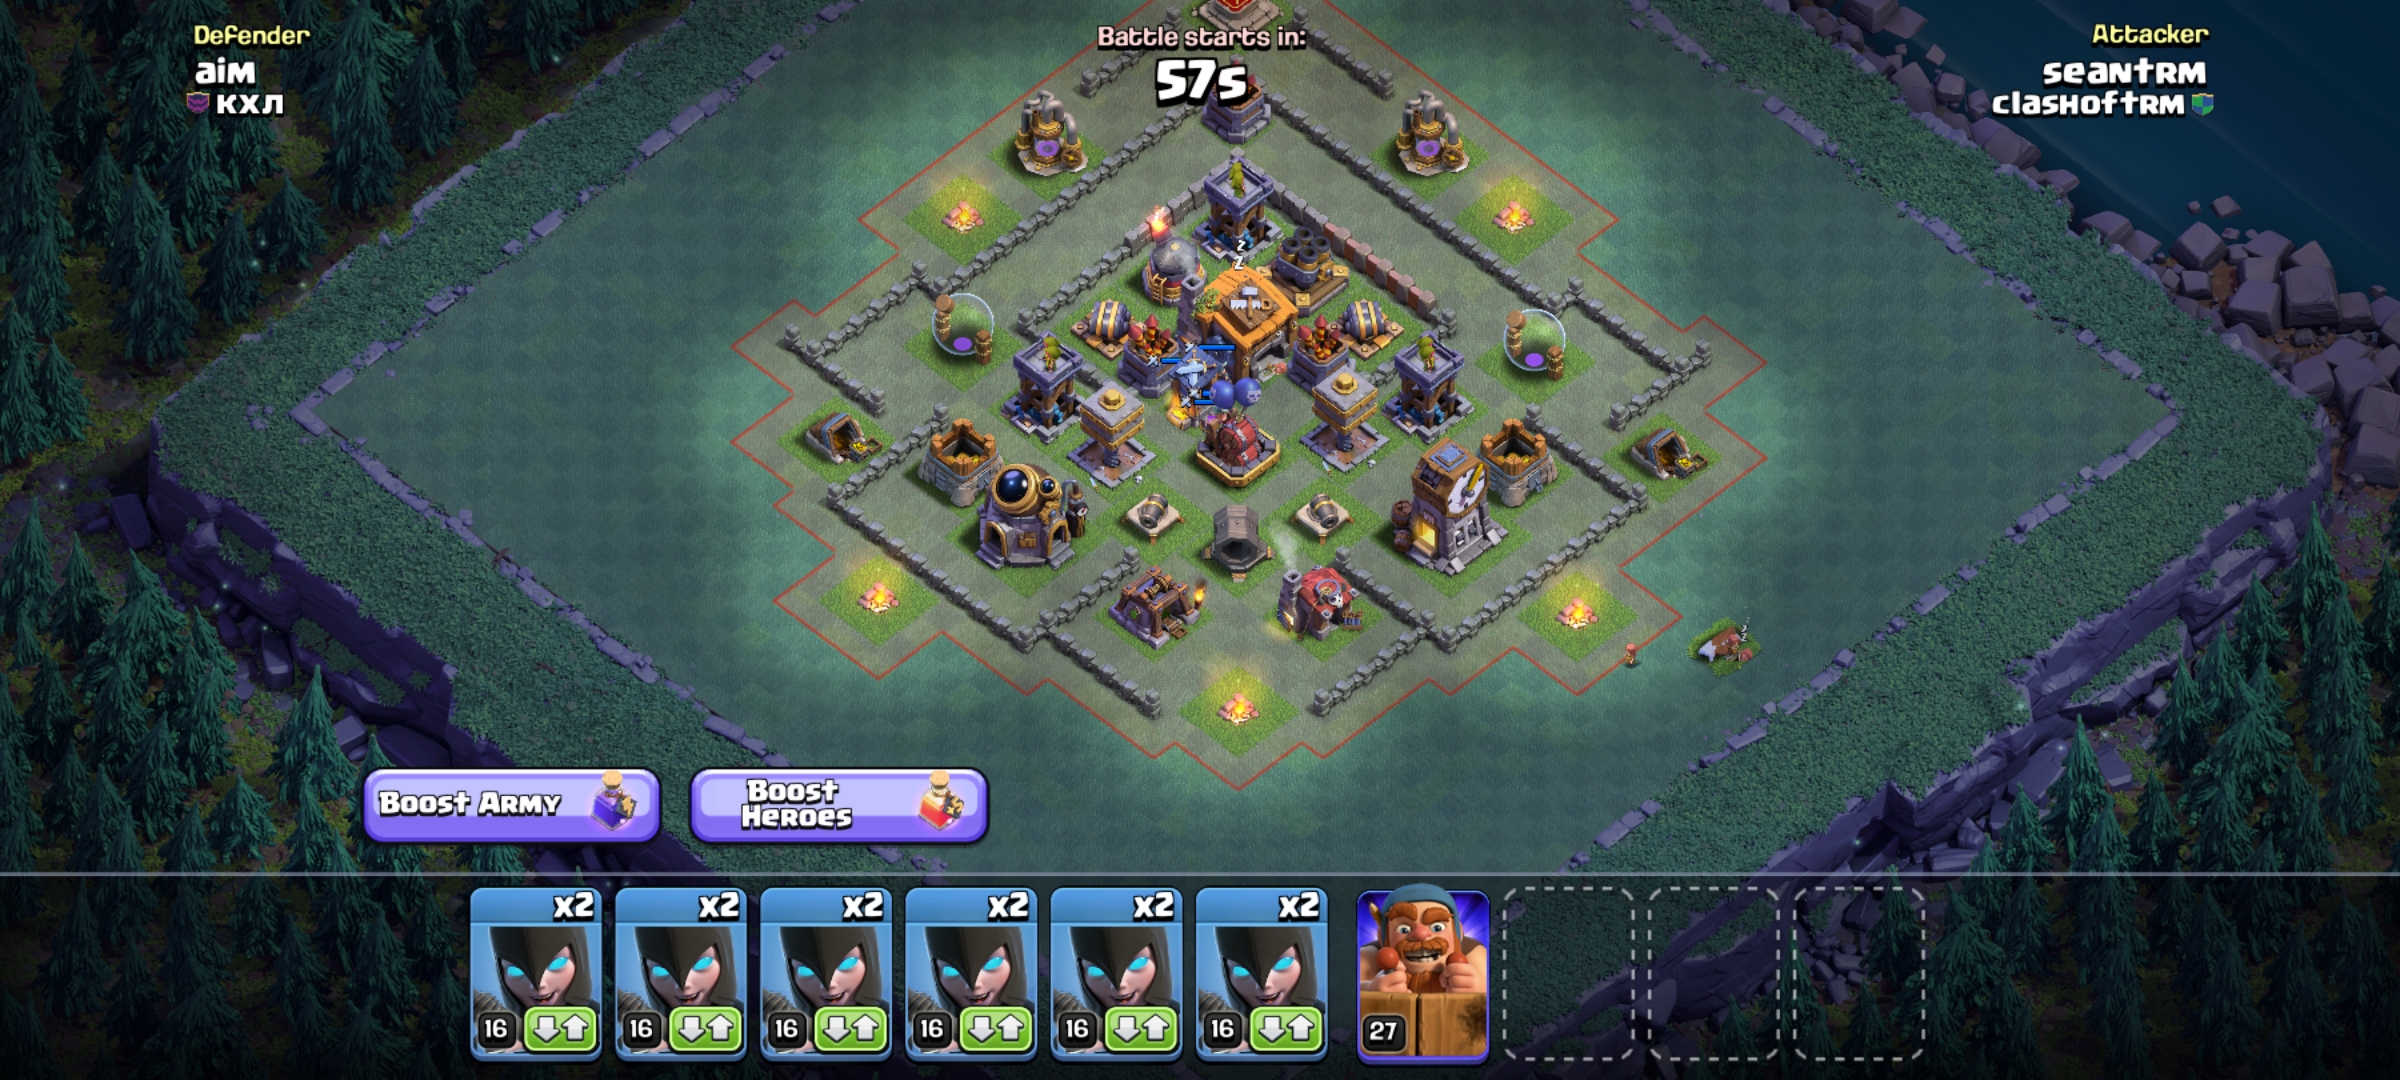 Defender
aim
КХЛ
Battle starts in:
57s
Attacker
seantRM
clashoftRM
Boost Army
Boost
Heroes
x2 x2 x2 x2 x2 x2
16 16 16 16 16 16 27